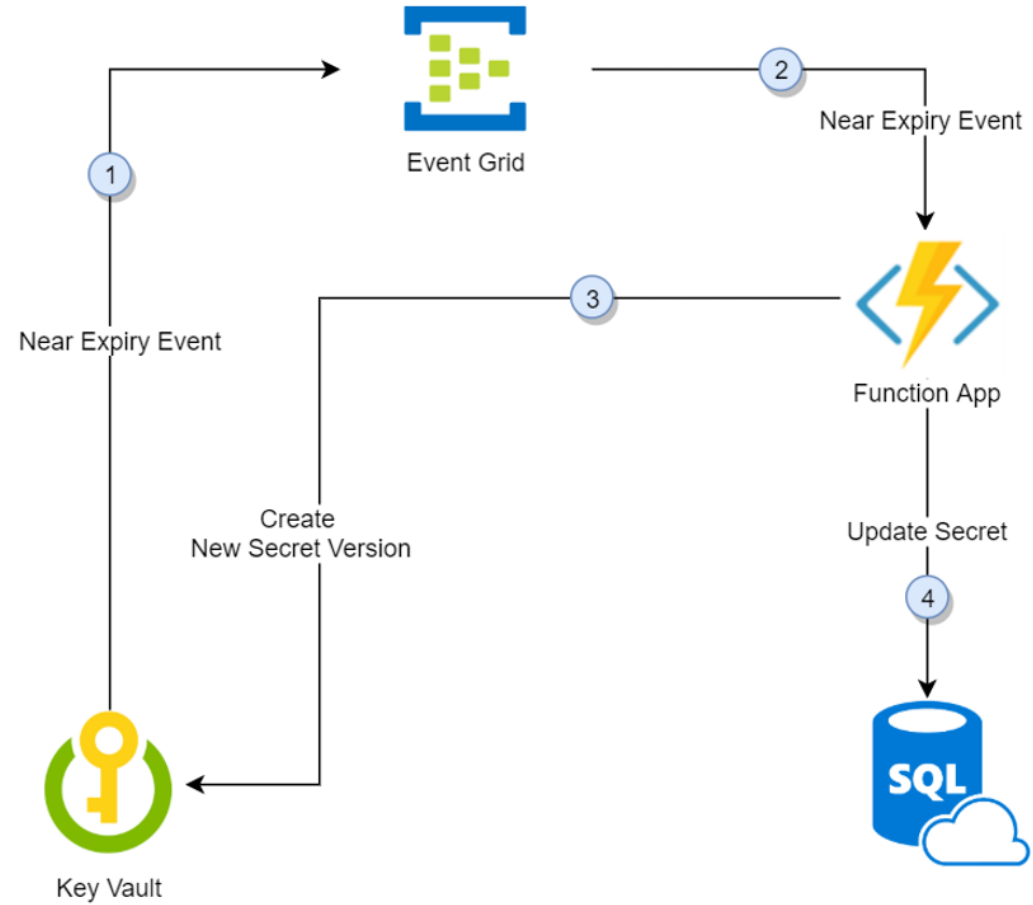 2
Near Expiry Event
Event Grid
1
3
Near Expiry Event
Function App
Create
New Secret Version
Update Secret
4
SQL
Key Vault